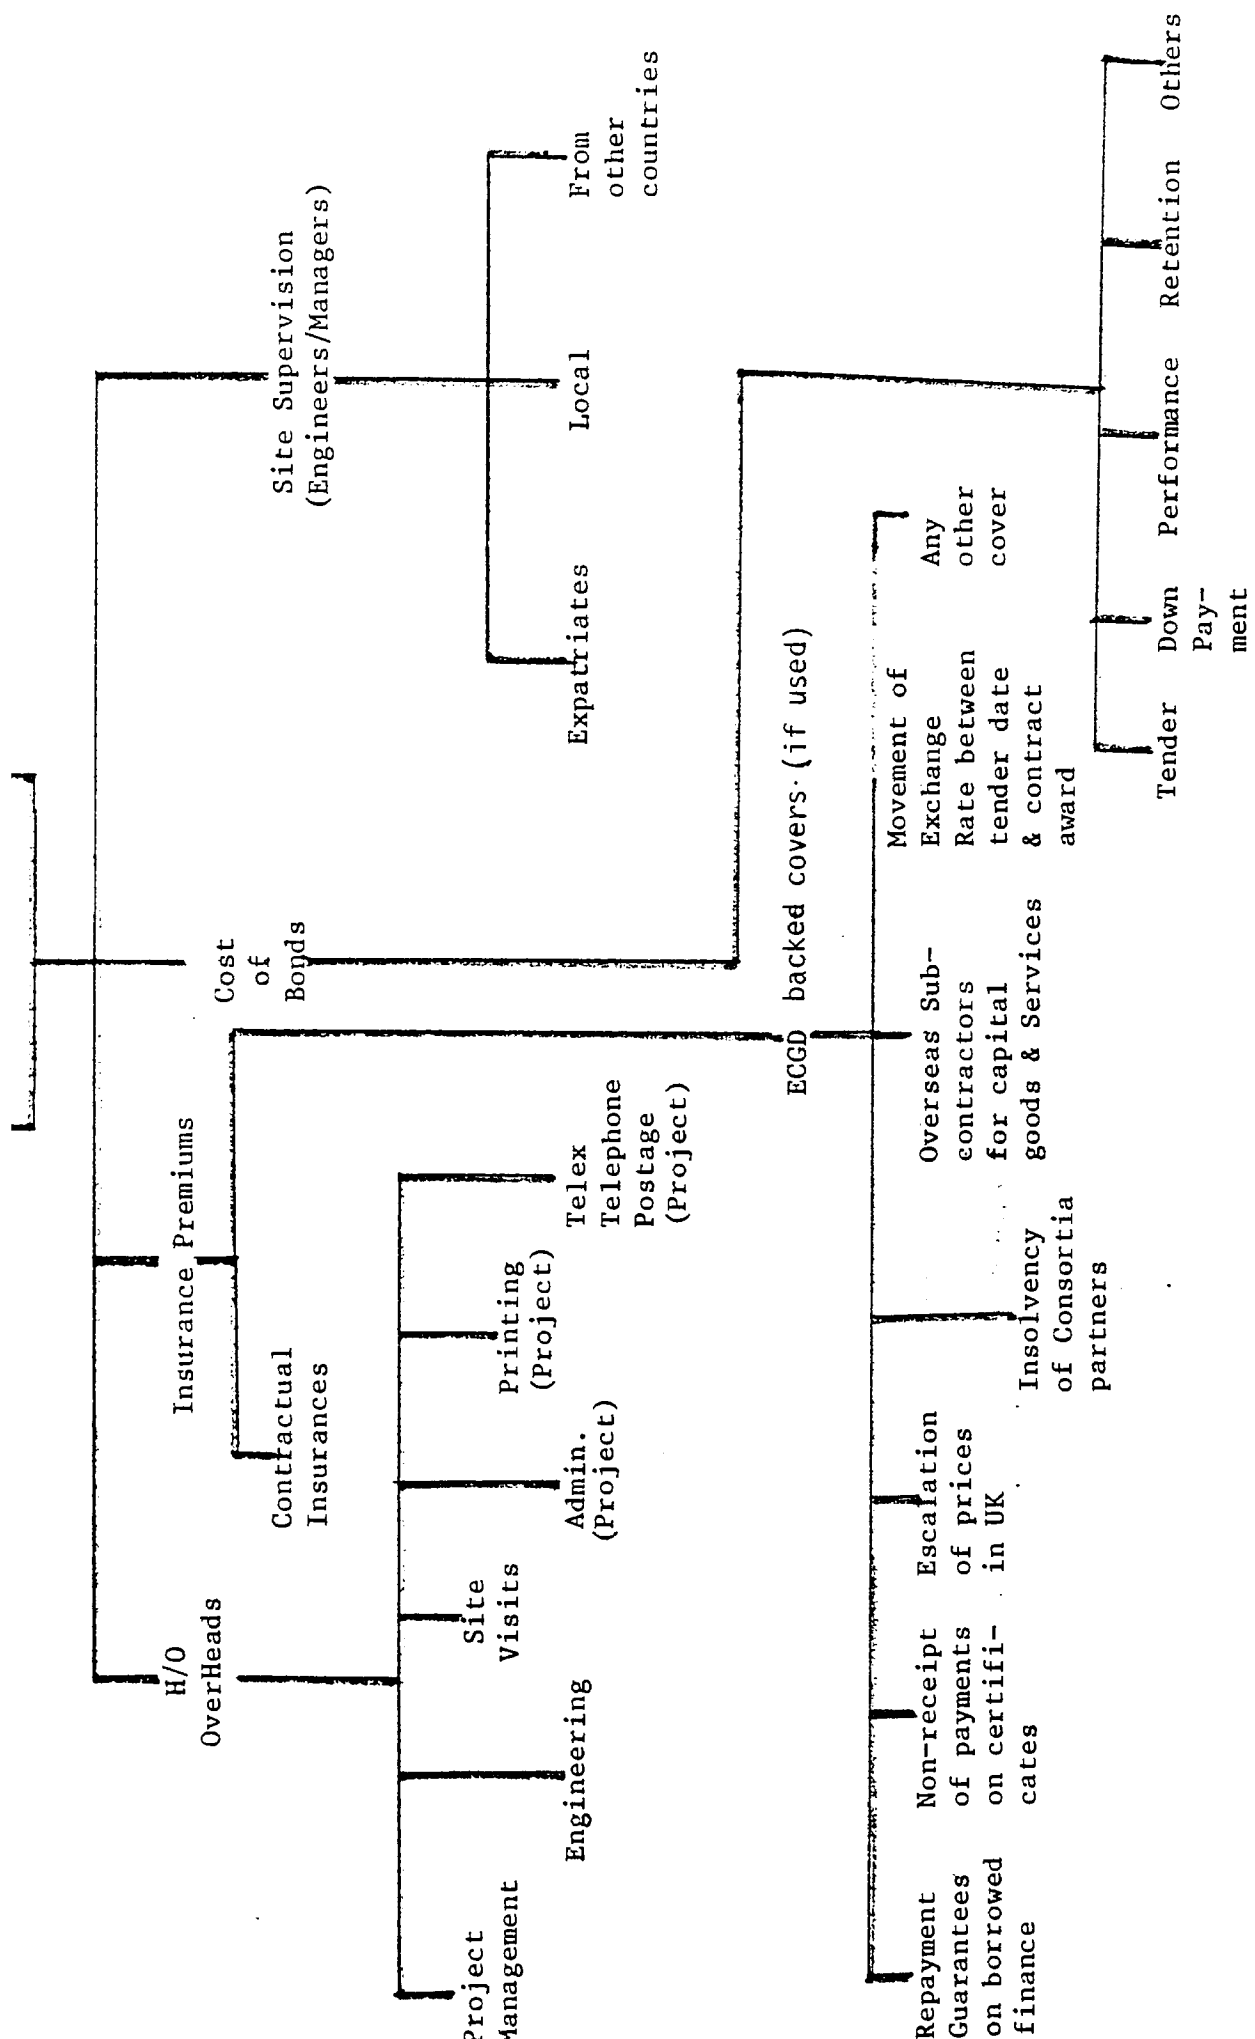 H/O
OverHeads
Insurance Premiums
Cost
of
Bonds
Site Supervision
(Engineers/Managers)
Contractual
Insurances
Project
Management
Engineering
Site
Visits
Admin.
(Project)
Printing
(Project)
Telex
Telephone
Postage
(Project)
Expatriates
Local
From
other
countries
ECGD backed covers (if used)
Repayment
Guarantees
on borrowed
finance
Non-receipt
of payments
on certifi-
cates
Escalation
of prices
in UK
Insolvency
of Consortia
partners
Overseas Sub-
contractors
for capital
goods & Services
Movement of
Exchange
Rate between
tender date
& contract
award
Any
other
cover
Tender
Down
Pay-
ment
Performance
Retention
Others